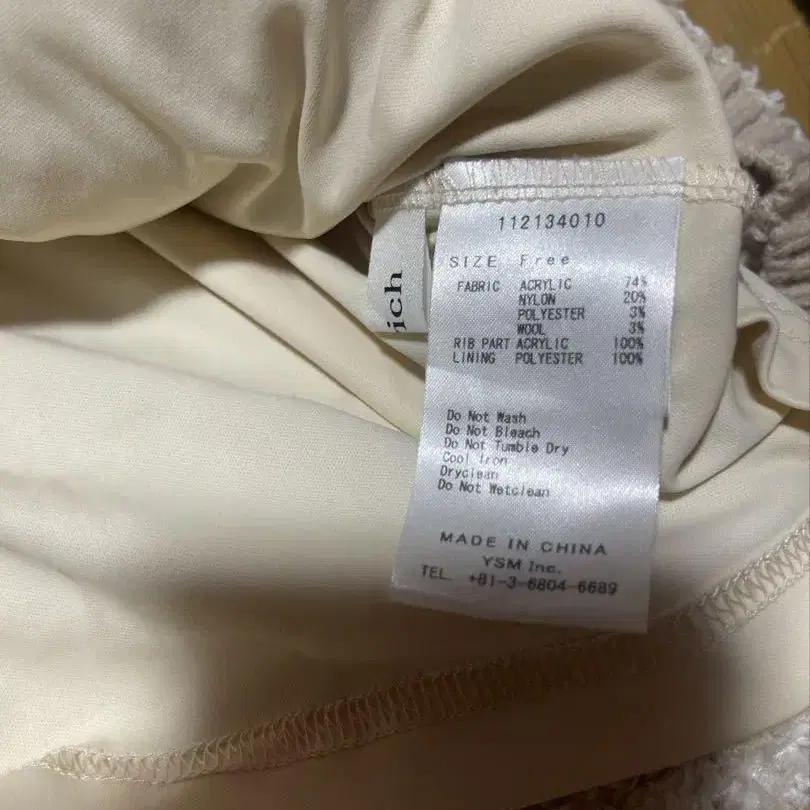 112134010
SIZE Free
FABRIC ACRYLIC 74%
NYLON 20%
POLYESTER 3%
WOOL 3%
RIB PART ACRYLIC 100%
LINING POLYESTER 100%
Do Not Wash
Do Not Bleach
Do Not Tumble Dry
Cool Iron
Dryclean
Do Not Wetclean
MADE IN CHINA
YSM Inc.
TEL. +81-3-6804-6689
ich